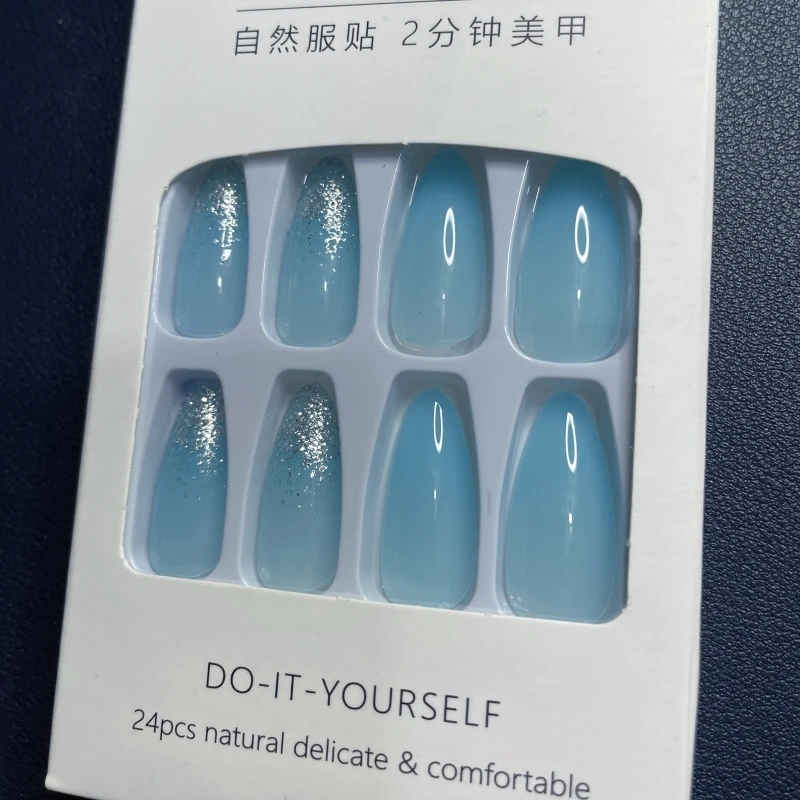 自然服贴 2分钟美甲
DO-IT-YOURSELF
24pcs natural delicate & comfortable